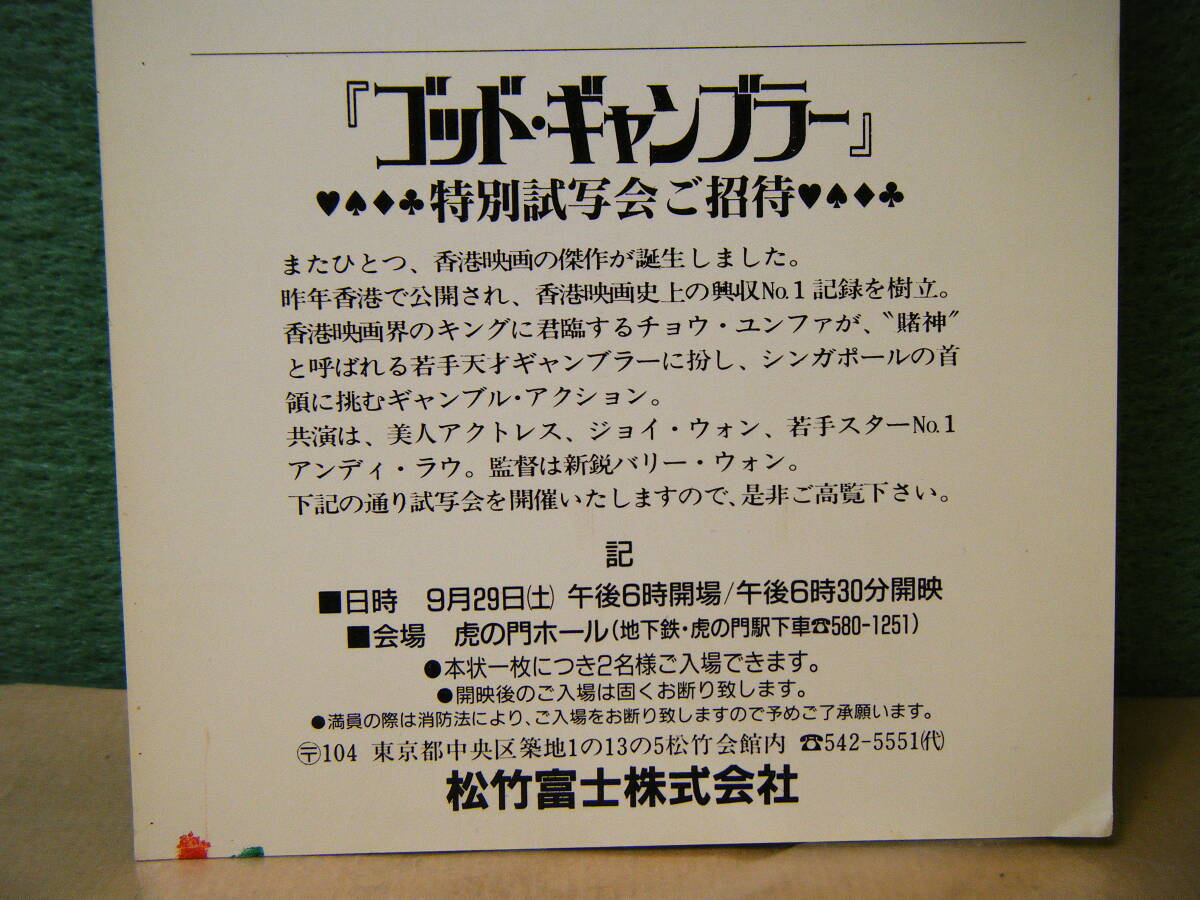 『ゴッド・ギャンブラー』
♥♠♦♣特別試写会ご招待♥♠♦♣
またひとつ、香港映画の傑作が誕生しました。
昨年香港で公開され、香港映画史上の興収No.1記録を樹立。
香港映画界のキングに君臨するチョウ・ユンファが、〝賭神〟
と呼ばれる若手天才ギャンブラーに扮し、シンガポールの首
領に挑むギャンブル・アクション。
共演は、美人アクトレス、ジョイ・ウォン、若手スターNo.1
アンディ・ラウ。監督は新鋭バリー・ウォン。
下記の通り試写会を開催いたしますので、是非ご高覧下さい。
記
■日時 9月29日(土) 午後6時開場/午後6時30分開映
■会場 虎の門ホール(地下鉄・虎の門駅下車☎580-1251)
●本状一枚につき2名様ご入場できます。
●開映後のご入場は固くお断り致します。
●満員の際は消防法により、ご入場をお断り致しますので予めご了承願います。
〶104 東京都中央区築地1の13の5松竹会館内 ☎542-5551(代)
松竹富士株式会社